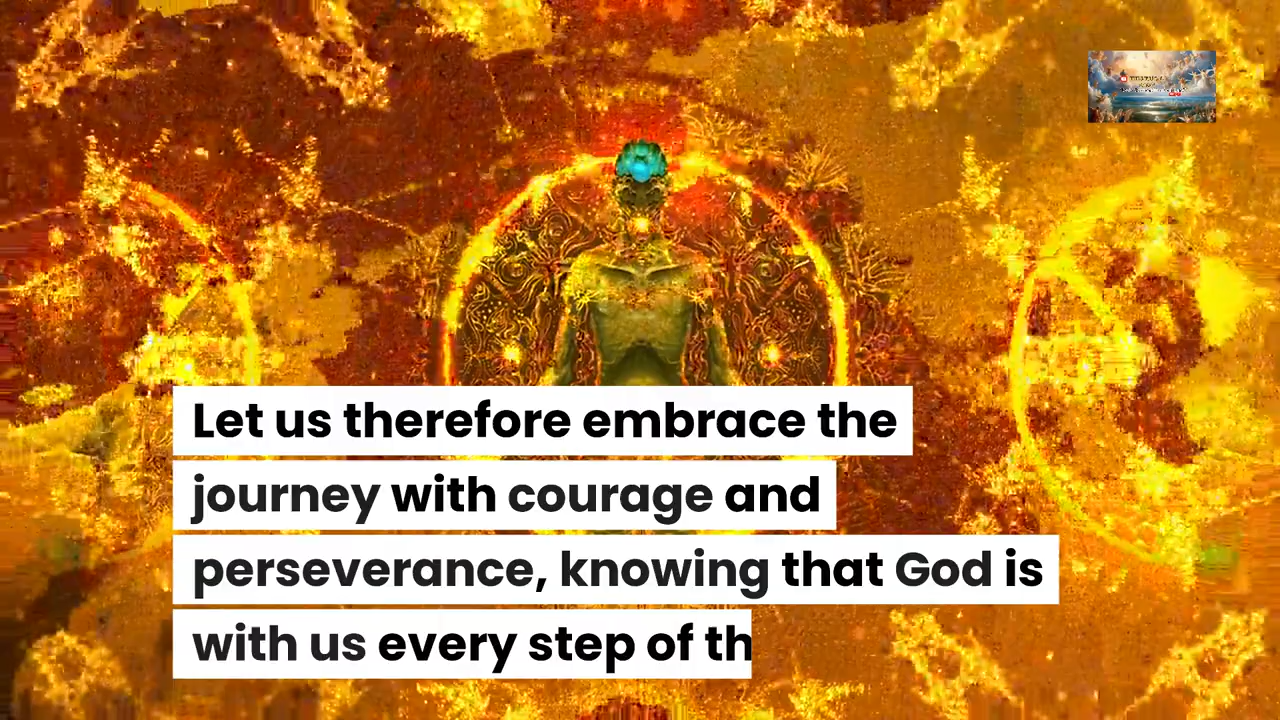 Let us therefore embrace the
journey with courage and
perseverance, knowing that God is
with us every step of th